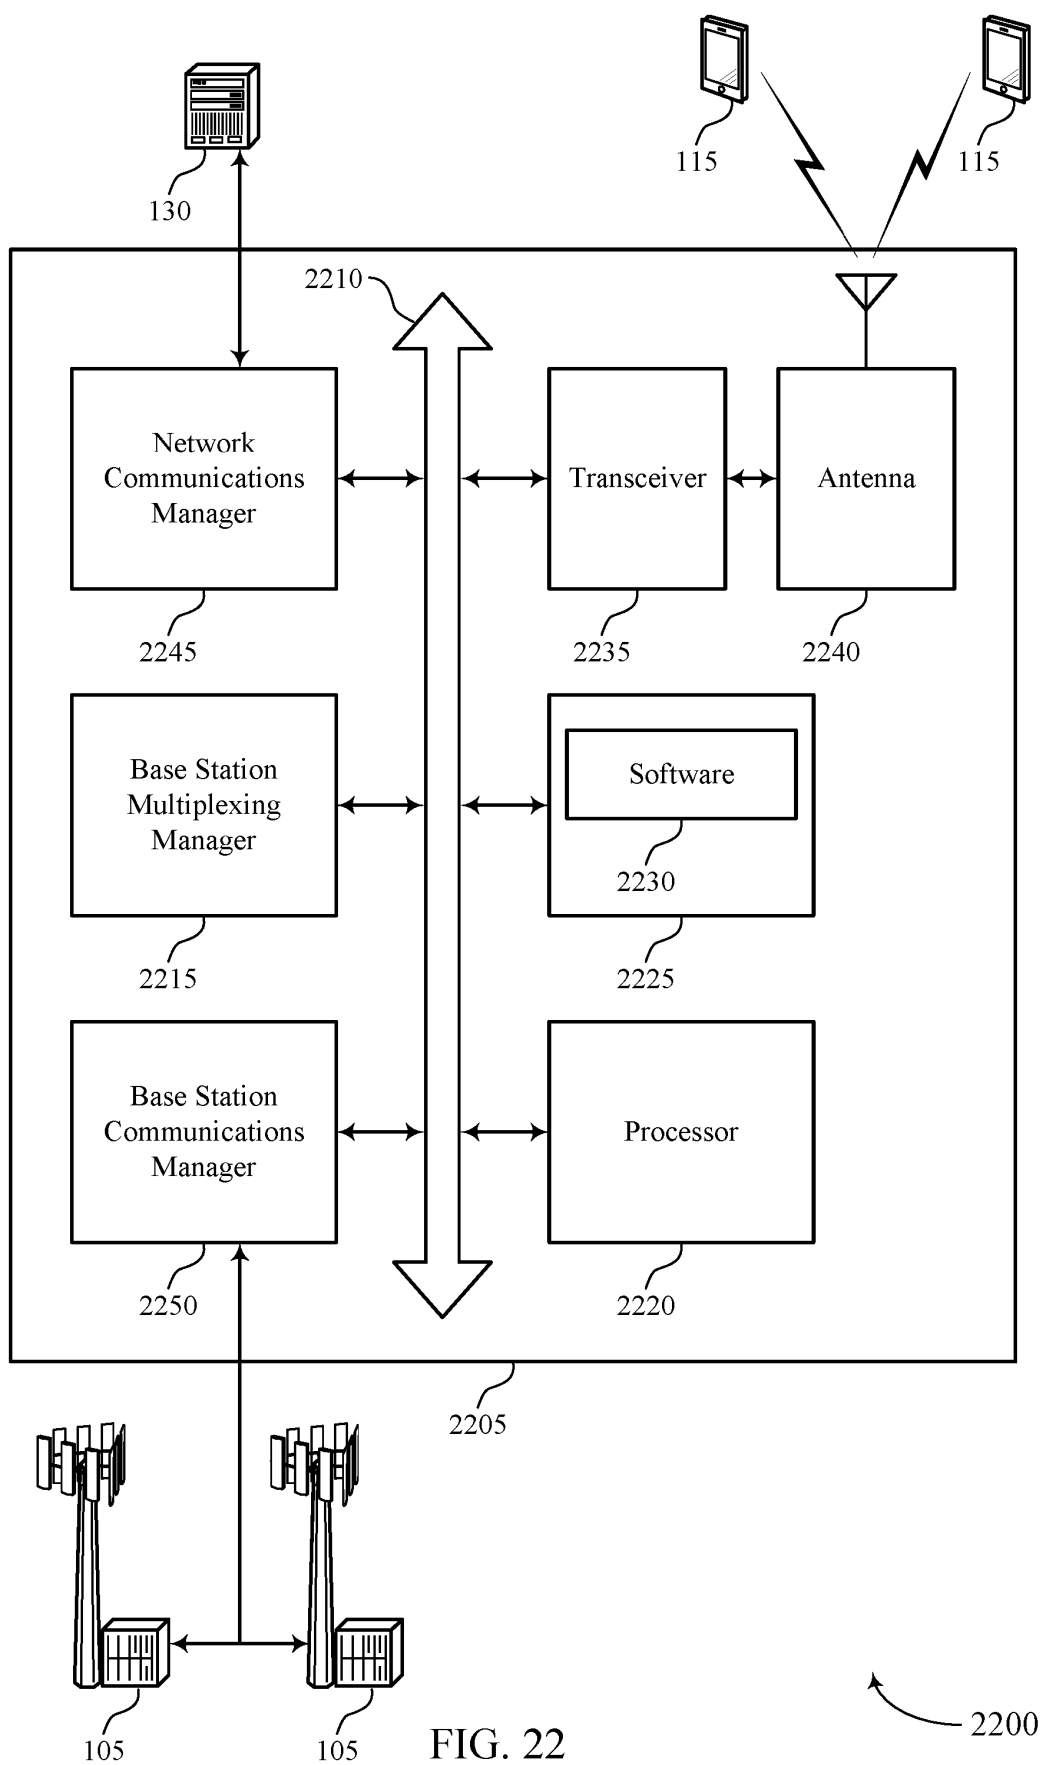 115
115
130
2210
Network
Communications
Manager
Transceiver
Antenna
2245
2235
2240
Base Station
Multiplexing
Manager
Software
2230
2215
2225
Base Station
Communications
Manager
Processor
2250
2220
2205
105
105
FIG. 22
2200